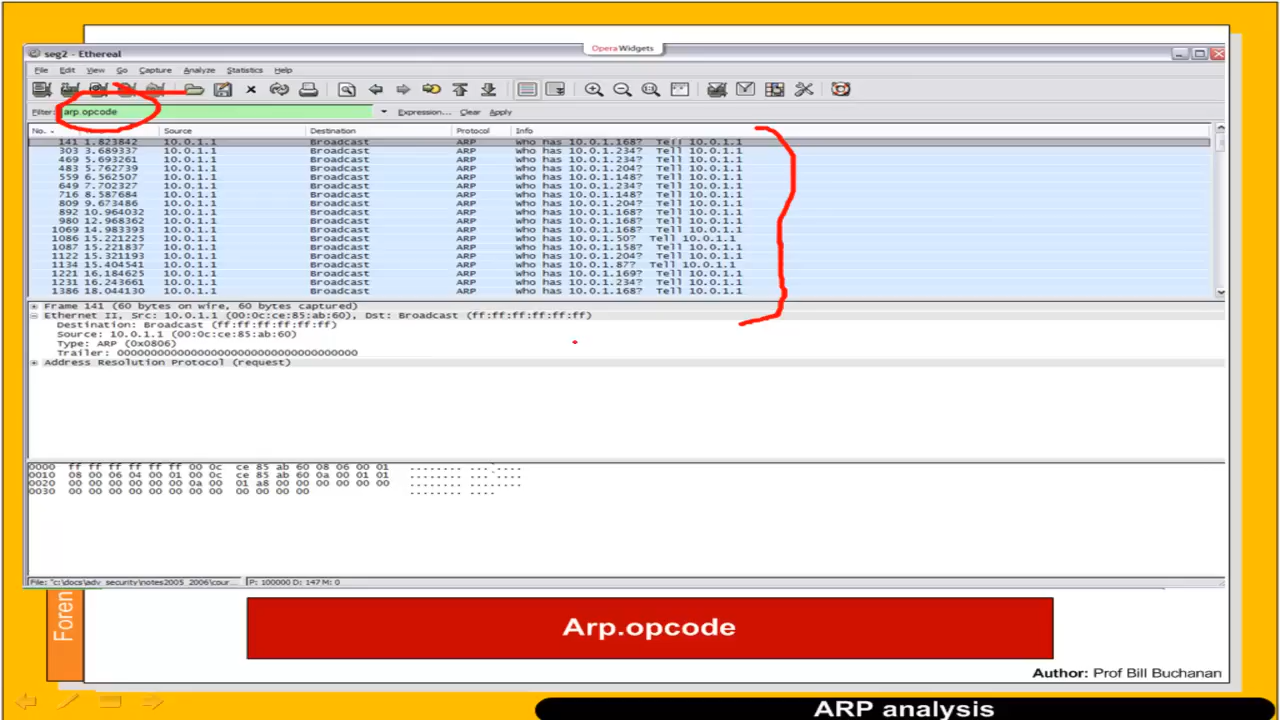 Opera Widgets
seg2 - Ethereal
File Edit View Go Capture Analyze Statistics Help
Filter: arp.opcode Expression... Clear Apply
No. . Source Destination Protocol Info
141 1.823842 10.0.1.1 Broadcast ARP Who has 10.0.1.168? Tell 10.0.1.1
303 3.689337 10.0.1.1 Broadcast ARP Who has 10.0.1.234? Tell 10.0.1.1
469 5.693261 10.0.1.1 Broadcast ARP Who has 10.0.1.234? Tell 10.0.1.1
483 5.762739 10.0.1.1 Broadcast ARP Who has 10.0.1.204? Tell 10.0.1.1
559 6.562507 10.0.1.1 Broadcast ARP Who has 10.0.1.148? Tell 10.0.1.1
649 7.702327 10.0.1.1 Broadcast ARP Who has 10.0.1.234? Tell 10.0.1.1
716 8.587684 10.0.1.1 Broadcast ARP Who has 10.0.1.148? Tell 10.0.1.1
809 9.673486 10.0.1.1 Broadcast ARP Who has 10.0.1.204? Tell 10.0.1.1
892 10.964032 10.0.1.1 Broadcast ARP Who has 10.0.1.168? Tell 10.0.1.1
980 12.968362 10.0.1.1 Broadcast ARP Who has 10.0.1.168? Tell 10.0.1.1
1069 14.983393 10.0.1.1 Broadcast ARP Who has 10.0.1.168? Tell 10.0.1.1
1086 15.221225 10.0.1.1 Broadcast ARP Who has 10.0.1.50? Tell 10.0.1.1
1087 15.221837 10.0.1.1 Broadcast ARP Who has 10.0.1.158? Tell 10.0.1.1
1122 15.321193 10.0.1.1 Broadcast ARP Who has 10.0.1.204? Tell 10.0.1.1
1134 15.404541 10.0.1.1 Broadcast ARP Who has 10.0.1.87? Tell 10.0.1.1
1221 16.184625 10.0.1.1 Broadcast ARP Who has 10.0.1.169? Tell 10.0.1.1
1231 16.243661 10.0.1.1 Broadcast ARP Who has 10.0.1.234? Tell 10.0.1.1
1386 18.044130 10.0.1.1 Broadcast ARP Who has 10.0.1.168? Tell 10.0.1.1
Frame 141 (60 bytes on wire, 60 bytes captured)
Ethernet II, Src: 10.0.1.1 (00:0c:ce:85:ab:60), Dst: Broadcast (ff:ff:ff:ff:ff:ff)
Destination: Broadcast (ff:ff:ff:ff:ff:ff)
Source: 10.0.1.1 (00:0c:ce:85:ab:60)
Type: ARP (0x0806)
Trailer: 000000000000000000000000000000000000
Address Resolution Protocol (request)
0000 ff ff ff ff ff ff 00 0c ce 85 ab 60 08 06 00 01 ........ ...`....
0010 08 00 06 04 00 01 00 0c ce 85 ab 60 0a 00 01 01 ........ ...`....
0020 00 00 00 00 00 00 0a 00 01 a8 00 00 00 00 00 00 ........ ........
0030 00 00 00 00 00 00 00 00 00 00 00 00 ........ ....
File: "c:\docs\adv_security\notes2005_2006\cour... P: 100000 D: 147 M: 0
Foren
Arp.opcode
Author: Prof Bill Buchanan
ARP analysis